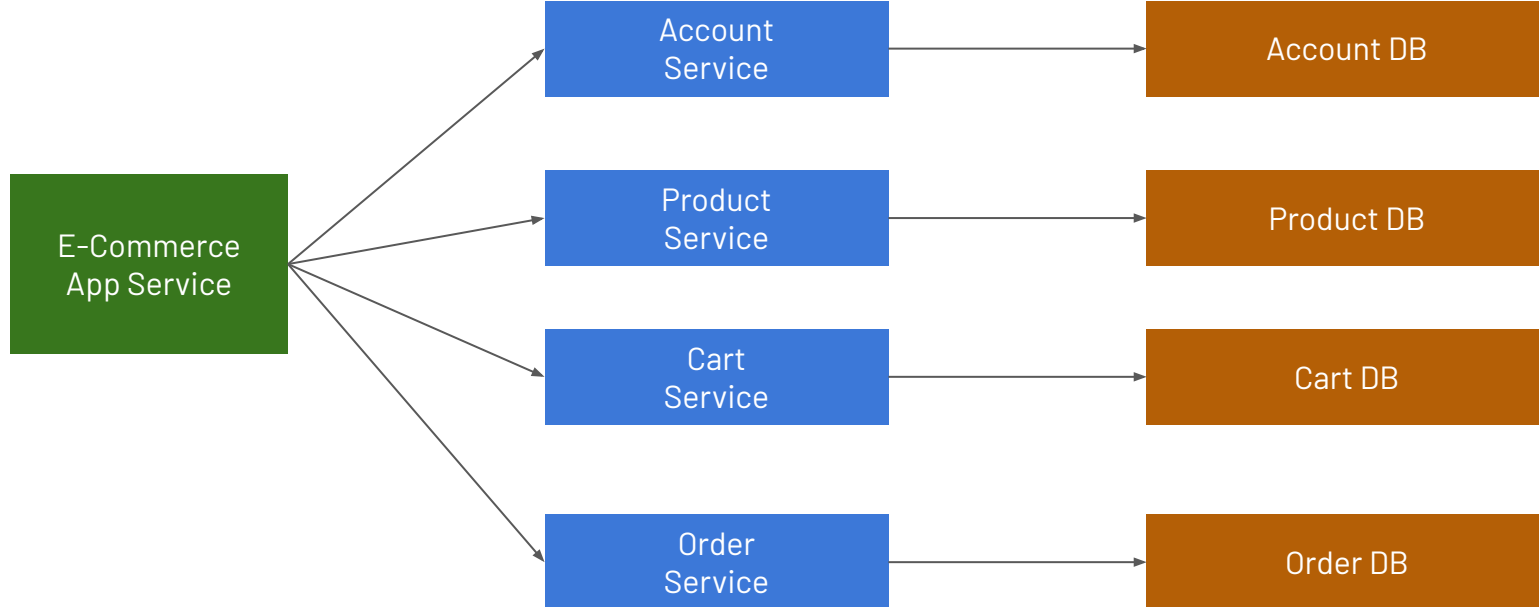 E-Commerce
App Service
Account
Service
Account DB
Product
Service
Product DB
Cart
Service
Cart DB
Order
Service
Order DB